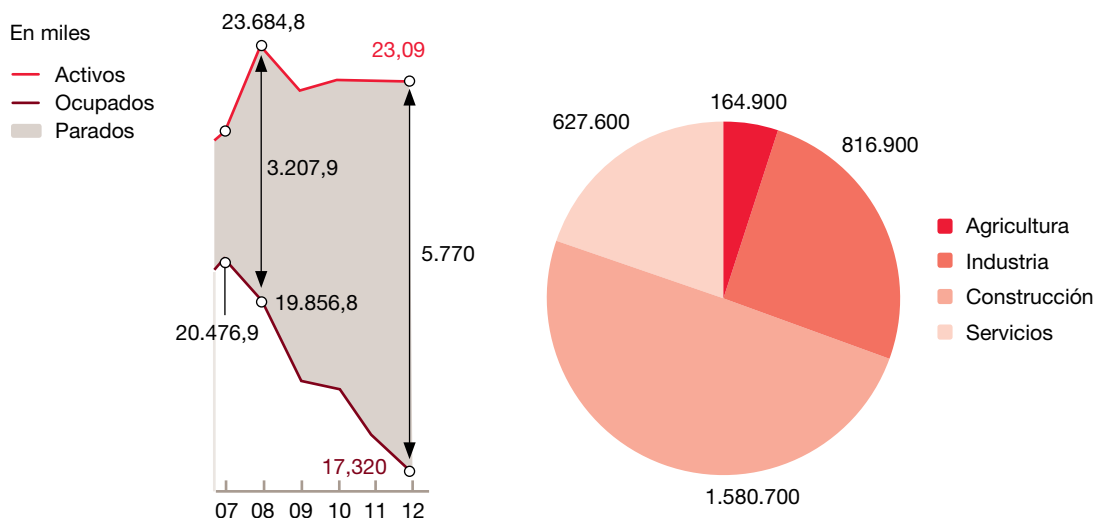 En miles
Activos
Ocupados
Parados
23.684,8
23,09
3.207,9
5.770
19.856,8
20.476,9
17,320
07 08 09 10 11 12
164.900
627.600
816.900
1.580.700
Agricultura
Industria
Construcción
Servicios